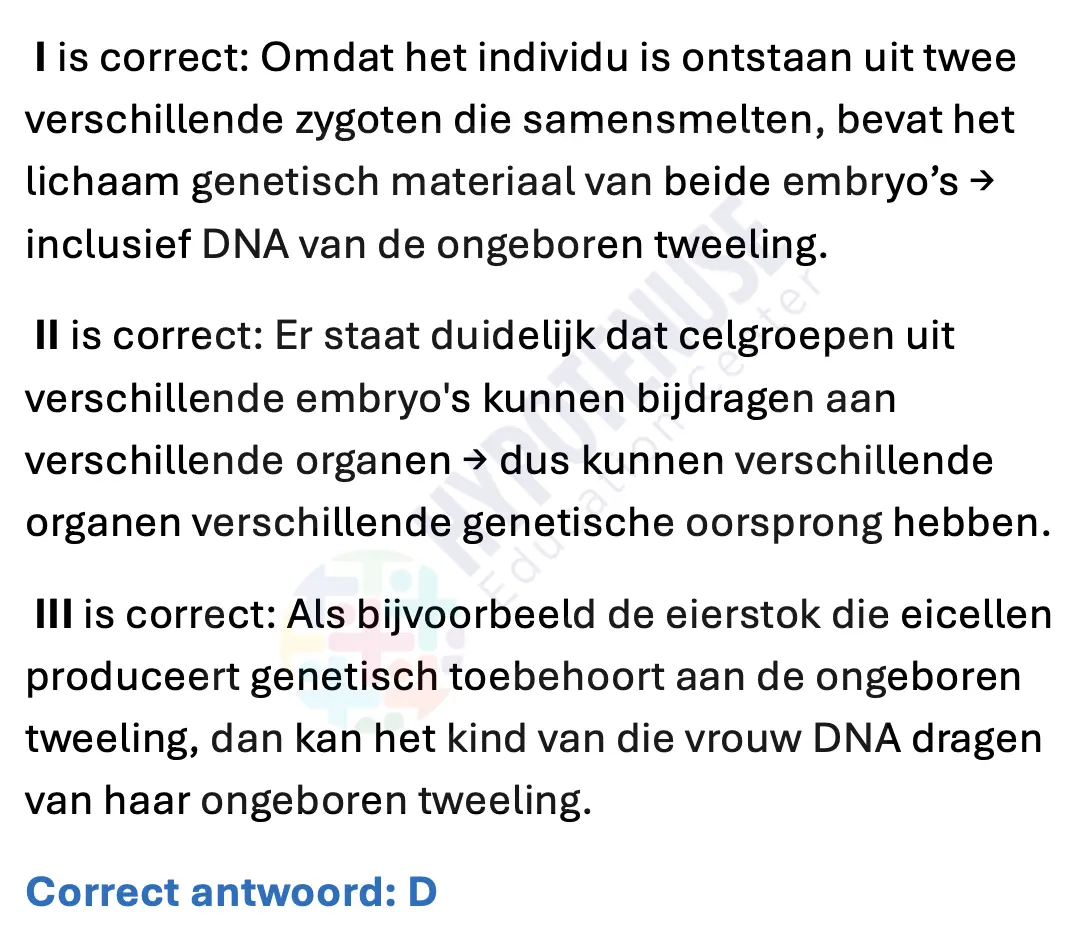 I is correct: Omdat het individu is ontstaan uit twee
verschillende zygoten die samensmelten, bevat het
lichaam genetisch materiaal van beide embryo’s →
inclusief DNA van de ongeboren tweeling.
II is correct: Er staat duidelijk dat celgroepen uit
verschillende embryo's kunnen bijdragen aan
verschillende organen → dus kunnen verschillende
organen verschillende genetische oorsprong hebben.
III is correct: Als bijvoorbeeld de eierstok die eicellen
produceert genetisch toebehoort aan de ongeboren
tweeling, dan kan het kind van die vrouw DNA dragen
van haar ongeboren tweeling.
Correct antwoord: D
HYPOTENUSE
Education Center